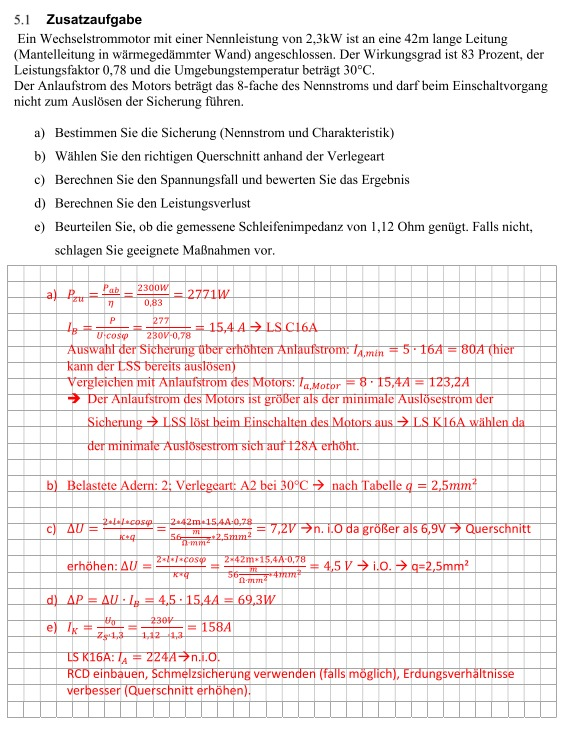 5.1 Zusatzaufgabe
Ein Wechselstrommotor mit einer Nennleistung von 2,3kW ist an eine 42m lange Leitung
(Mantelleitung in wärmegedämmter Wand) angeschlossen. Der Wirkungsgrad ist 83 Prozent, der
Leistungsfaktor 0,78 und die Umgebungstemperatur beträgt 30°C.
Der Anlaufstrom des Motors beträgt das 8-fache des Nennstroms und darf beim Einschaltvorgang
nicht zum Auslösen der Sicherung führen.
a) Bestimmen Sie die Sicherung (Nennstrom und Charakteristik)
b) Wählen Sie den richtigen Querschnitt anhand der Verlegeart
c) Berechnen Sie den Spannungsfall und bewerten Sie das Ergebnis
d) Berechnen Sie den Leistungsverlust
e) Beurteilen Sie, ob die gemessene Schleifenimpedanz von 1,12 Ohm genügt. Falls nicht,
schlagen Sie geeignete Maßnahmen vor.
a) P_zu = P_ab/η = 2300W/0,83 = 2771W
I_B = P/(U·cosφ) = 277/(230V·0,78) = 15,4 A → LS C16A
Auswahl der Sicherung über erhöhten Anlaufstrom: I_A,min = 5 · 16A = 80A (hier
kann der LSS bereits auslösen)
Vergleichen mit Anlaufstrom des Motors: I_a,Motor = 8 · 15,4A = 123,2A
➔ Der Anlaufstrom des Motors ist größer als der minimale Auslösestrom der
Sicherung → LSS löst beim Einschalten des Motors aus → LS K16A wählen da
der minimale Auslösestrom sich auf 128A erhöht.
b) Belastete Adern: 2; Verlegeart: A2 bei 30°C → nach Tabelle q = 2,5mm²
c) ΔU = (2*l*I*cosφ)/(κ*q) = (2*42m*15,4A·0,78)/(56 m/(Ω·mm²)*2,5mm²) = 7,2V →n. i.O da größer als 6,9V → Querschnitt
erhöhen: ΔU = (2*l*I*cosφ)/(κ*q) = (2*42m*15,4A·0,78)/(56 m/(Ω·mm²)*4mm²) = 4,5 V → i.O. → q=2,5mm²
d) ΔP = ΔU · I_B = 4,5 · 15,4A = 69,3W
e) I_K = U_0/(Z_S·1,3) = 230V/(1,12 ·1,3) = 158A
LS K16A: I_A = 224A→n.i.O.
RCD einbauen, Schmelzsicherung verwenden (falls möglich), Erdungsverhältnisse
verbesser (Querschnitt erhöhen).